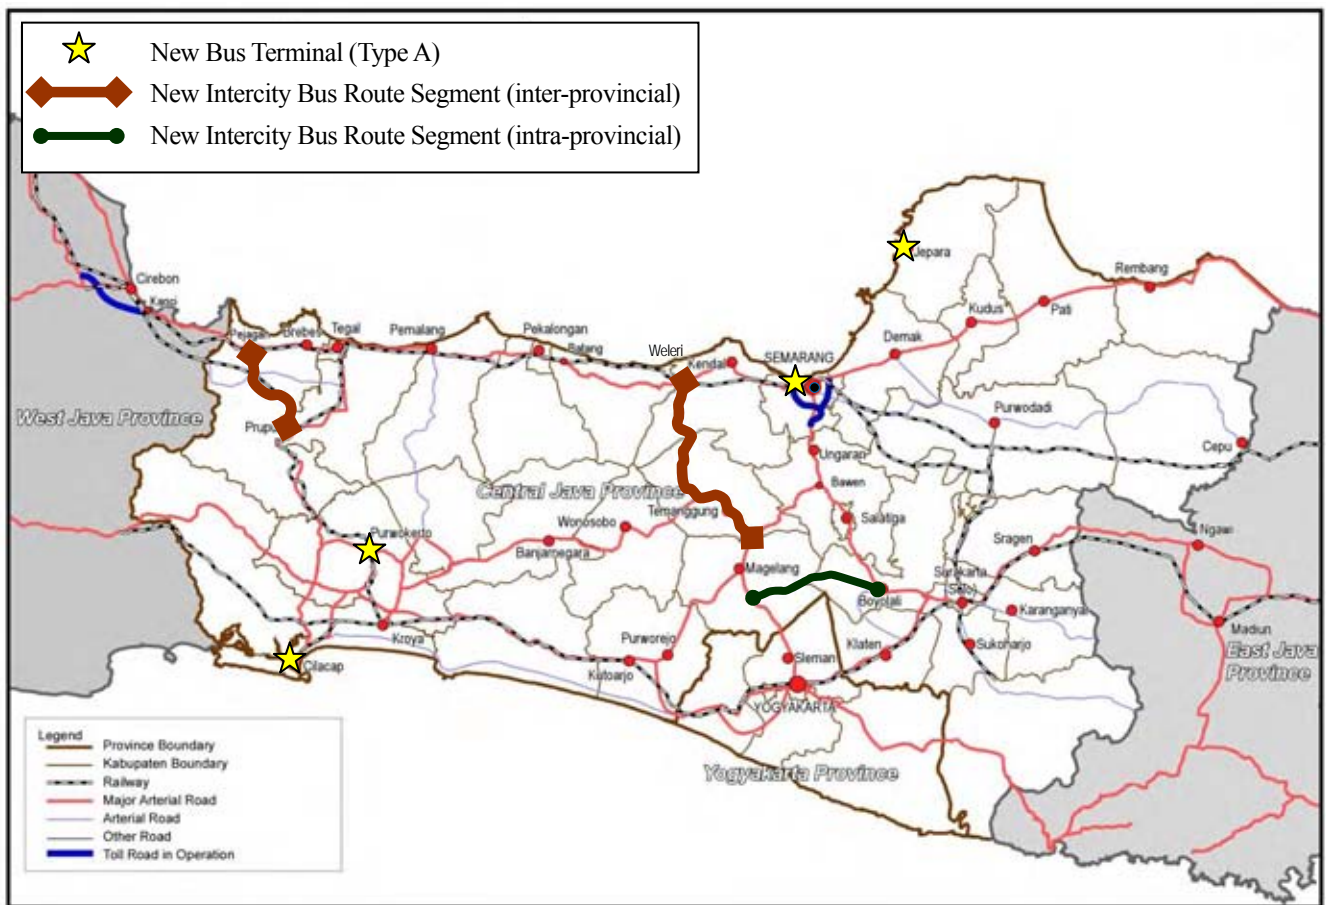 New Bus Terminal (Type A)
New Intercity Bus Route Segment (inter-provincial)
New Intercity Bus Route Segment (intra-provincial)
Jepara
Rembang
Cirebon
Kanci
Kudus
Pati
Pejagan
Brebes
Tegal
Pemalang
Pekalongan
Batang
Weleri
Kendal
SEMARANG
Demak
West Java Province
Purwodadi
Cepu
Ungaran
Bawen
Central Java Province
Temanggung
Salatiga
Wonosobo
Banjarnegara
Purwokerto
Sragen
Ngawi
Magelang
Surakarta
(Solo)
Boyolali
Karanganyar
Kroya
Purworejo
Klaten
Sukoharjo
Madiun
Cilacap
Kutoarjo
Sleman
East Java
Province
YOGYAKARTA
Yogyakarta Province
Legend
Province Boundary
Kabupaten Boundary
Railway
Major Arterial Road
Arterial Road
Other Road
Toll Road in Operation